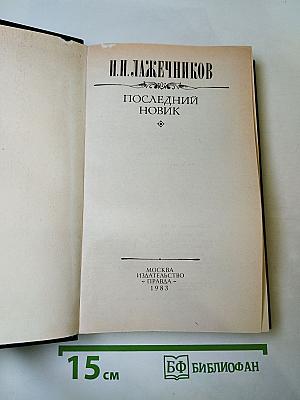 И.И.ЛАЖЕЧНИКОВ
ПОСЛЕДНИЙ
НОВИК
МОСКВА
ИЗДАТЕЛЬСТВО
«ПРАВДА»
1983
15 см
БФ БИБЛИОФАН